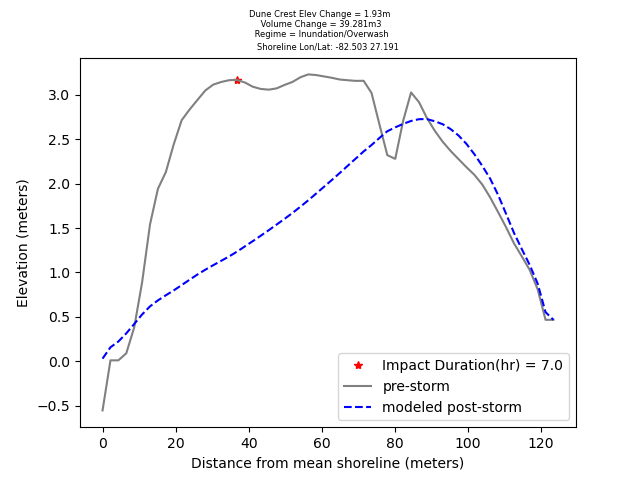 Dune Crest Elev Change = 1.93m
Volume Change = 39.281m3
Regime = Inundation/Overwash
Shoreline Lon/Lat: -82.503 27.191
3.0
2.5
2.0
1.5
1.0
0.5
0.0
−0.5
Elevation (meters)
Impact Duration(hr) = 7.0
pre-storm
modeled post-storm
0 20 40 60 80 100 120
Distance from mean shoreline (meters)